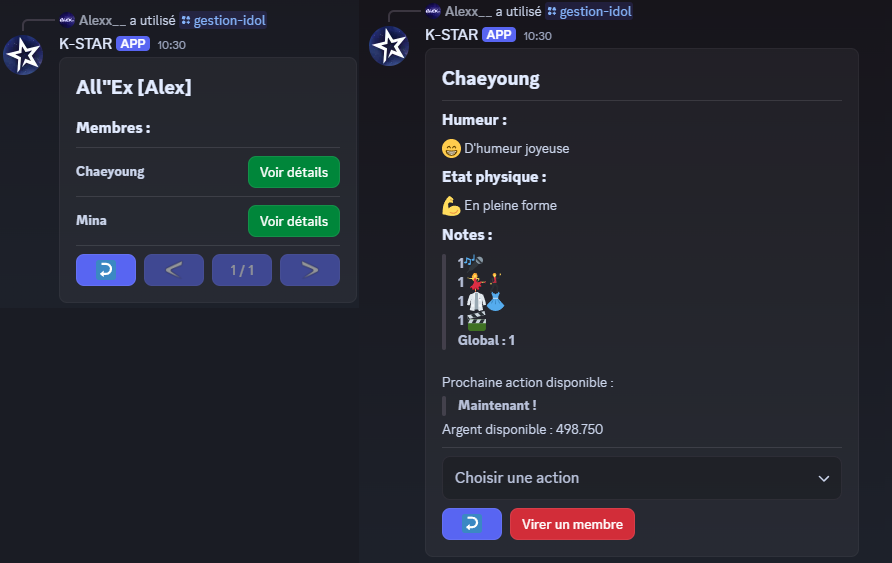 Alexx__ a utilisé gestion-idol
K-STAR APP 10:30
All"Ex [Alex]
Membres :
Chaeyoung Voir détails
Mina Voir détails
< 1 / 1 >
Alexx__ a utilisé gestion-idol
K-STAR APP 10:30
Chaeyoung
Humeur :
D'humeur joyeuse
Etat physique :
En pleine forme
Notes :
1
1
1
1
Global : 1
Prochaine action disponible :
Maintenant !
Argent disponible : 498.750
Choisir une action
Virer un membre